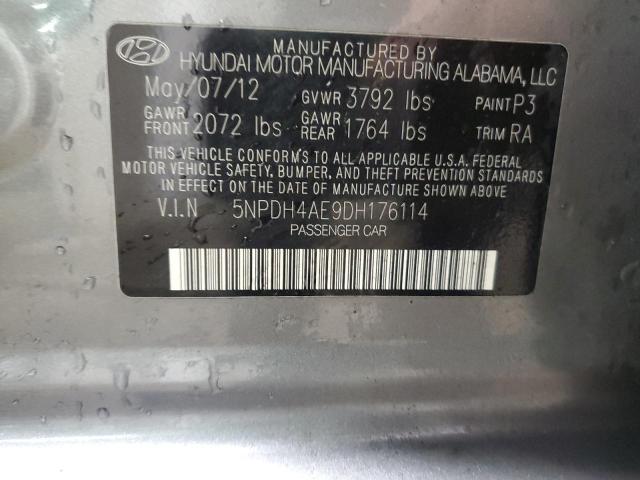 MANUFACTURED BY
HYUNDAI MOTOR MANUFACTURING ALABAMA, LLC
May/07/12 GVWR 3792 lbs PAINT P3
GAWR FRONT 2072 lbs GAWR REAR 1764 lbs TRIM RA
THIS VEHICLE CONFORMS TO ALL APPLICABLE U.S.A. FEDERAL
MOTOR VEHICLE SAFETY, BUMPER, AND THEFT PREVENTION STANDARDS
IN EFFECT ON THE DATE OF MANUFACTURE SHOWN ABOVE.
V.I.N 5NPDH4AE9DH176114
PASSENGER CAR